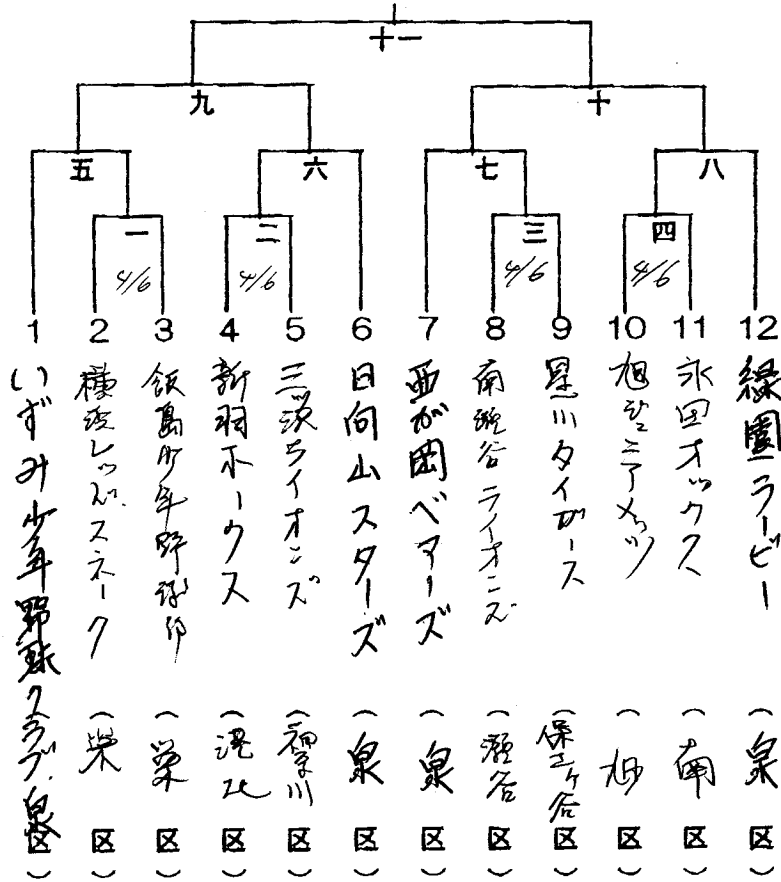 十一
九
十
五
六
七
八
一
二
三
四
4/6
4/6
4/6
4/6
1
2
3
4
5
6
7
8
9
10
11
12
いずみ少年野球クラブ
横浜レッドスネーク
飯島少年野球部
新羽ホークス
三ツ沢ライオンズ
日向山スターズ
西が岡ベアーズ
南瀬谷ライオンズ
タイガース
旭ジュニアメッツ
永田オックス
緑園ラービー
泉区
(栄区)
(栄区)
(港北区)
(神奈川区)
(泉区)
(泉区)
(瀬谷区)
(保土ヶ谷区)
(旭区)
(南区)
(泉区)